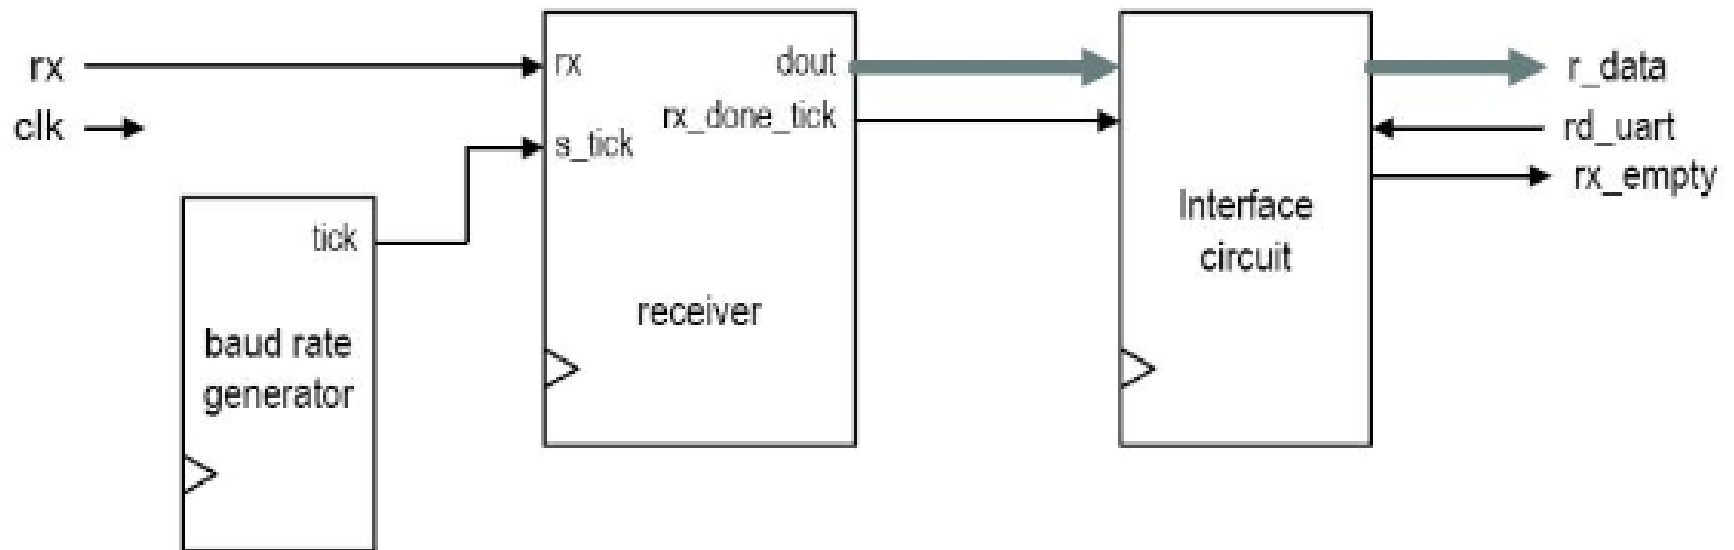 rx
clk
rx
s_tick
dout
rx_done_tick
receiver
tick
baud rate
generator
Interface
circuit
r_data
rd_uart
rx_empty